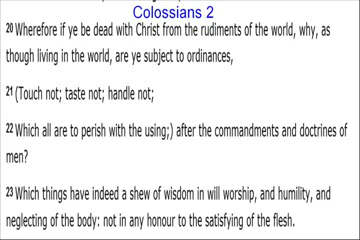 Colossians 2
20 Wherefore if ye be dead with Christ from the rudiments of the world, why, as
though living in the world, are ye subject to ordinances,
21 (Touch not; taste not; handle not;
22 Which all are to perish with the using;) after the commandments and doctrines of
men?
23 Which things have indeed a shew of wisdom in will worship, and humility, and
neglecting of the body: not in any honour to the satisfying of the flesh.